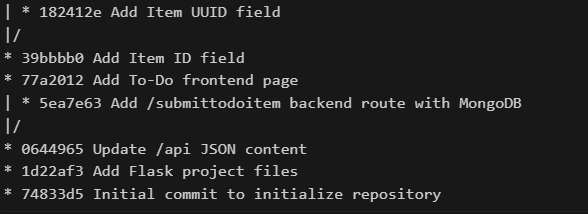 | * 182412e Add Item UUID field
|/
* 39bbbb0 Add Item ID field
* 77a2012 Add To-Do frontend page
| * 5ea7e63 Add /submittodoitem backend route with MongoDB
|/
* 0644965 Update /api JSON content
* 1d22af3 Add Flask project files
* 74833d5 Initial commit to initialize repository